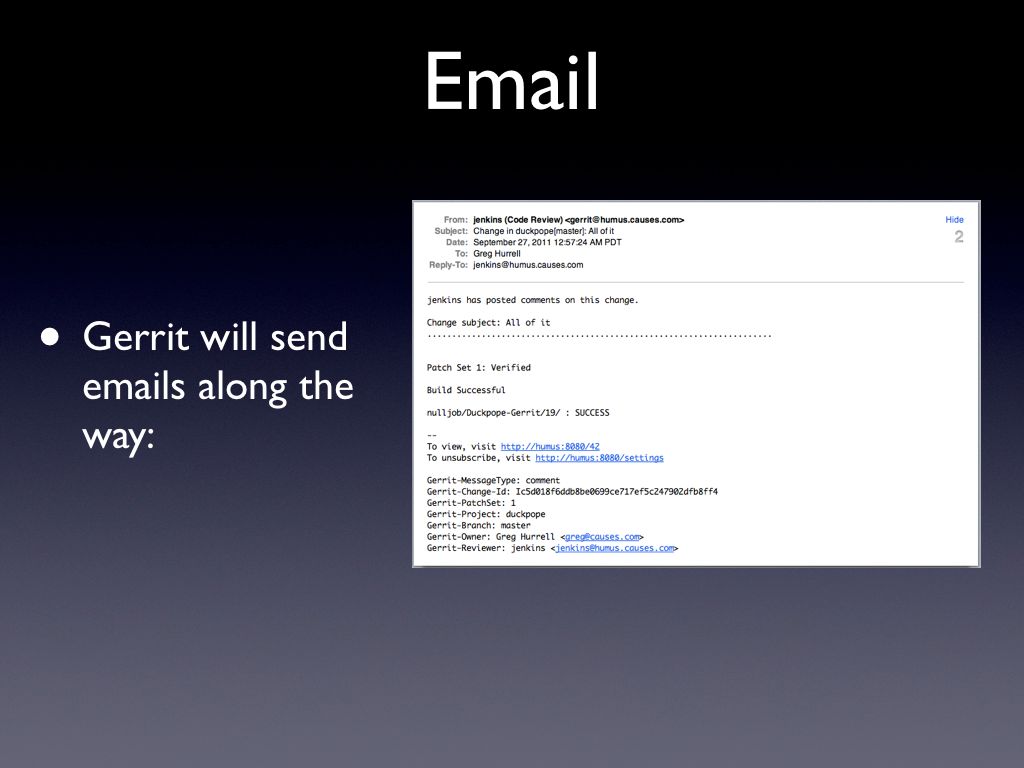 Email
• Gerrit will send
emails along the
way:
From: jenkins (Code Review) <gerrit@humus.causes.com>
Hide
Subject: Change in duckpope[master]: All of it
2
Date: September 27, 2011 12:57:24 AM PDT
To: Greg Hurrell
Reply-To: jenkins@humus.causes.com
jenkins has posted comments on this change.
Change subject: All of it
......................................................................
Patch Set 1: Verified
Build Successful
nulljob/Duckpope-Gerrit/19/ : SUCCESS
--
To view, visit http://humus:8080/42
To unsubscribe, visit http://humus:8080/settings
Gerrit-MessageType: comment
Gerrit-Change-Id: Ic5d018f6ddb8be0699ce717ef5c247902dfb8ff4
Gerrit-PatchSet: 1
Gerrit-Project: duckpope
Gerrit-Branch: master
Gerrit-Owner: Greg Hurrell <greg@causes.com>
Gerrit-Reviewer: jenkins <jenkins@humus.causes.com>